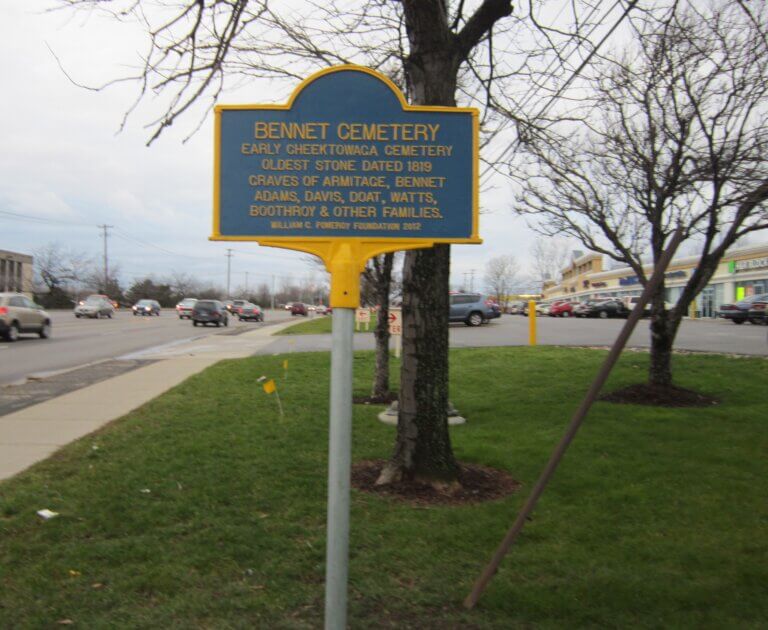 BENNET CEMETERY
EARLY CHEEKTOWAGA CEMETERY
OLDEST STONE DATED 1819
GRAVES OF ARMITAGE, BENNET
ADAMS, DAVIS, DOAT, WATTS,
BOOTHROY & OTHER FAMILIES.
WILLIAM C. POMEROY FOUNDATION 2012